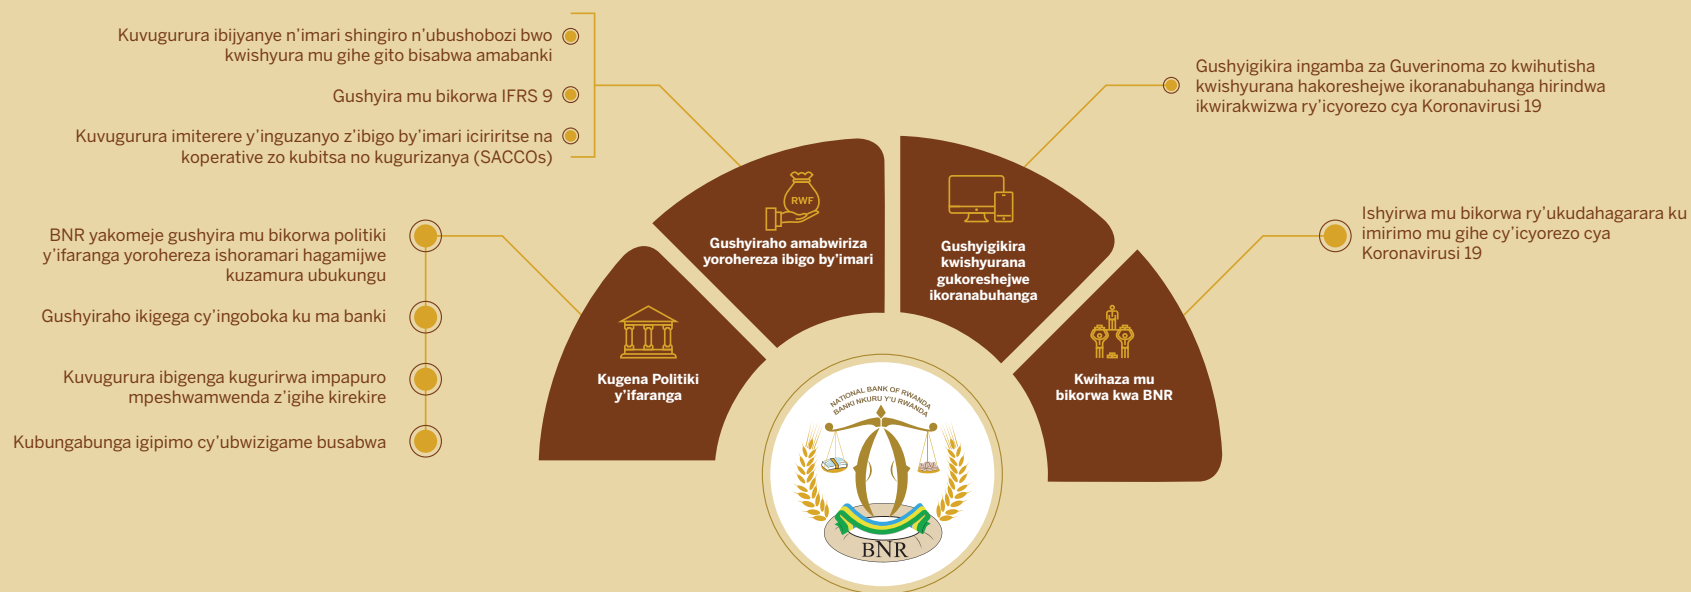 Kuvugurura ibijyanye n’imari shingiro n’ubushobozi bwo
kwishyura mu gihe gito bisabwa amabanki
Gushyira mu bikorwa IFRS 9
Kuvugurura imiterere y’inguzanyo z’ibigo by’imari iciriritse na
koperative zo kubitsa no kugurizanya (SACCOs)
BNR yakomeje gushyira mu bikorwa politiki
y’ifaranga yorohereza ishoramari hagamijwe
kuzamura ubukungu
Gushyiraho ikigega cy’ingoboka ku ma banki
Kuvugurura ibigenga kugurirwa impapuro
mpeshwamwenda z’igihe kirekire
Kubungabunga igipimo cy’ubwizigame busabwa
Kugena Politiki
y’ifaranga
RWF
Gushyiraho amabwiriza
yorohereza ibigo by’imari
Gushyigikira
kwishyurana
gukoreshejwe
ikoranabuhanga
Kwihaza mu
bikorwa kwa BNR
Gushyigikira ingamba za Guverinoma zo kwihutisha
kwishyurana hakoreshejwe ikoranabuhanga hirindwa
ikwirakwizwa ry’icyorezo cya Koronavirusi 19
Ishyirwa mu bikorwa ry’ukudahagarara ku
imirimo mu gihe cy’icyorezo cya
Koronavirusi 19
NATIONAL BANK OF RWANDA
BANKI NKURU Y’U RWANDA
BNR